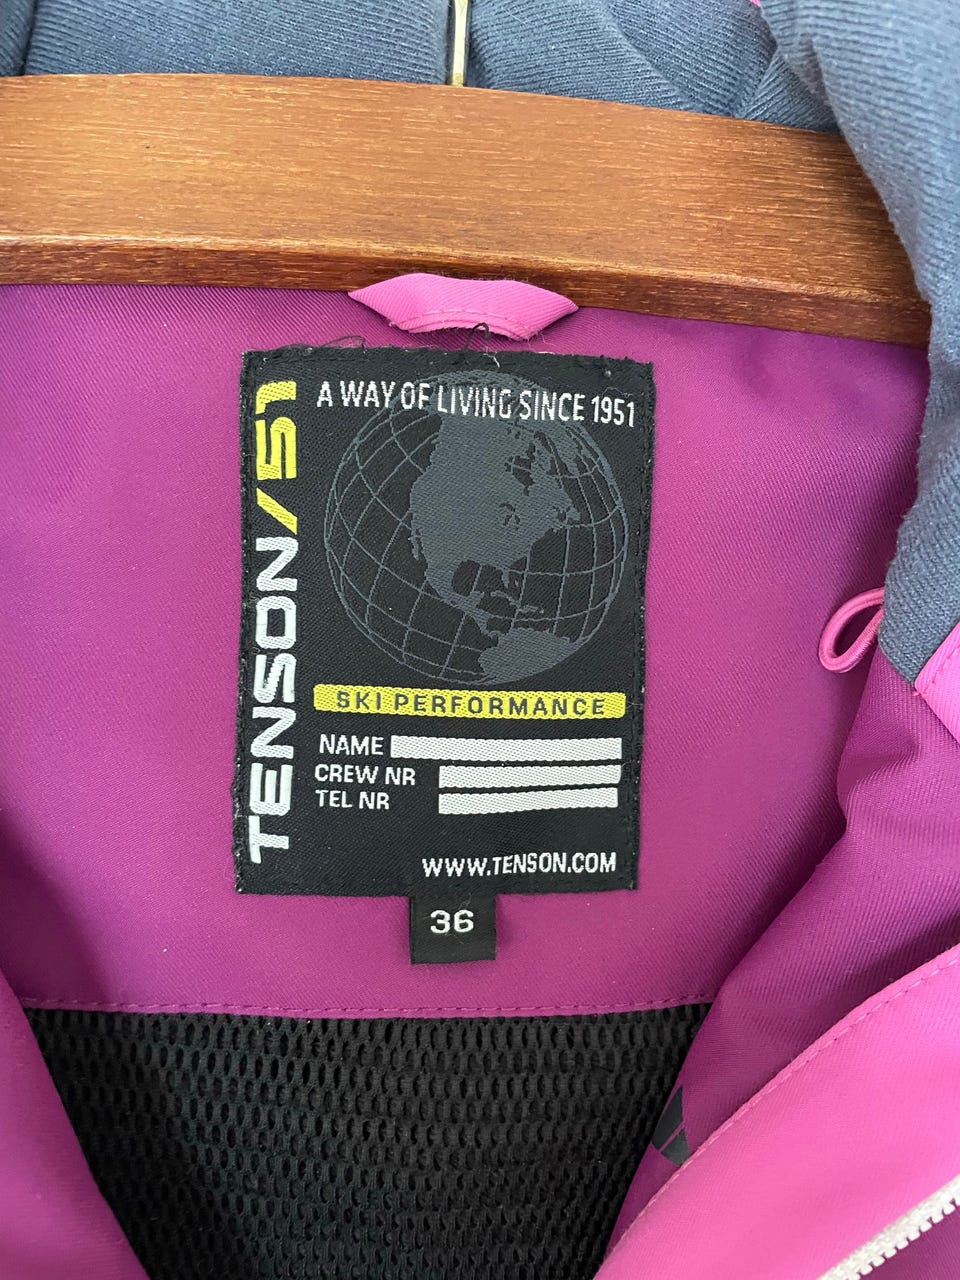 A WAY OF LIVING SINCE 1951
TENSON/51
SKI PERFORMANCE
NAME
CREW NR
TEL NR
WWW.TENSON.COM
36